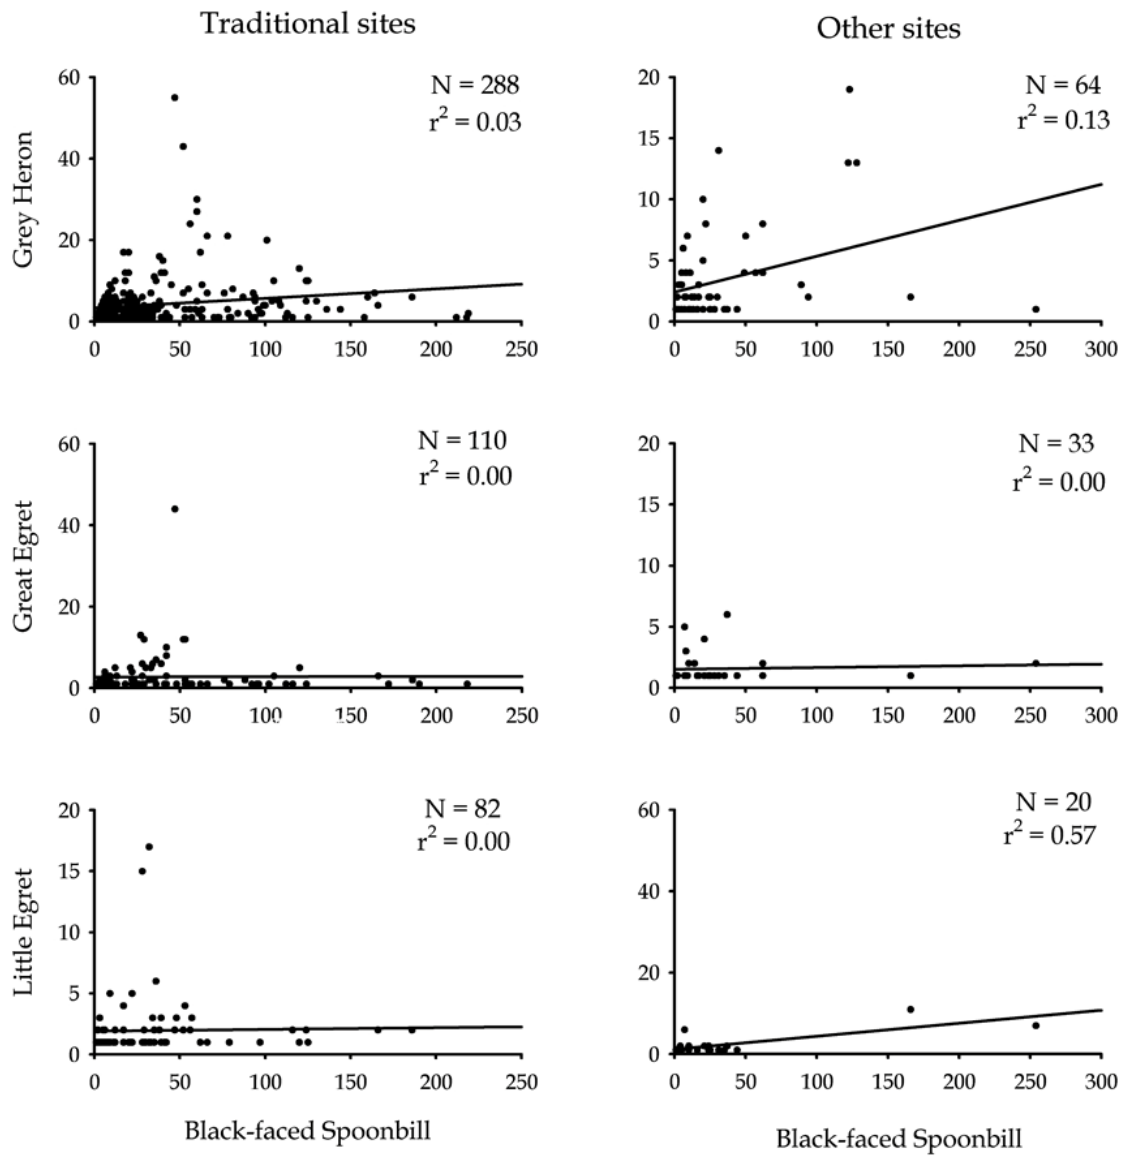 Traditional sites
Other sites
Grey Heron
60
40
20
0
N = 288
r² = 0.03
0 50 100 150 200 250
20
15
10
5
0
N = 64
r² = 0.13
0 50 100 150 200 250 300
Great Egret
60
40
20
0
N = 110
r² = 0.00
0 50 100 150 200 250
20
15
10
5
0
N = 33
r² = 0.00
0 50 100 150 200 250 300
Little Egret
20
15
10
5
0
N = 82
r² = 0.00
0 50 100 150 200 250
Black-faced Spoonbill
60
40
20
0
N = 20
r² = 0.57
0 50 100 150 200 250 300
Black-faced Spoonbill